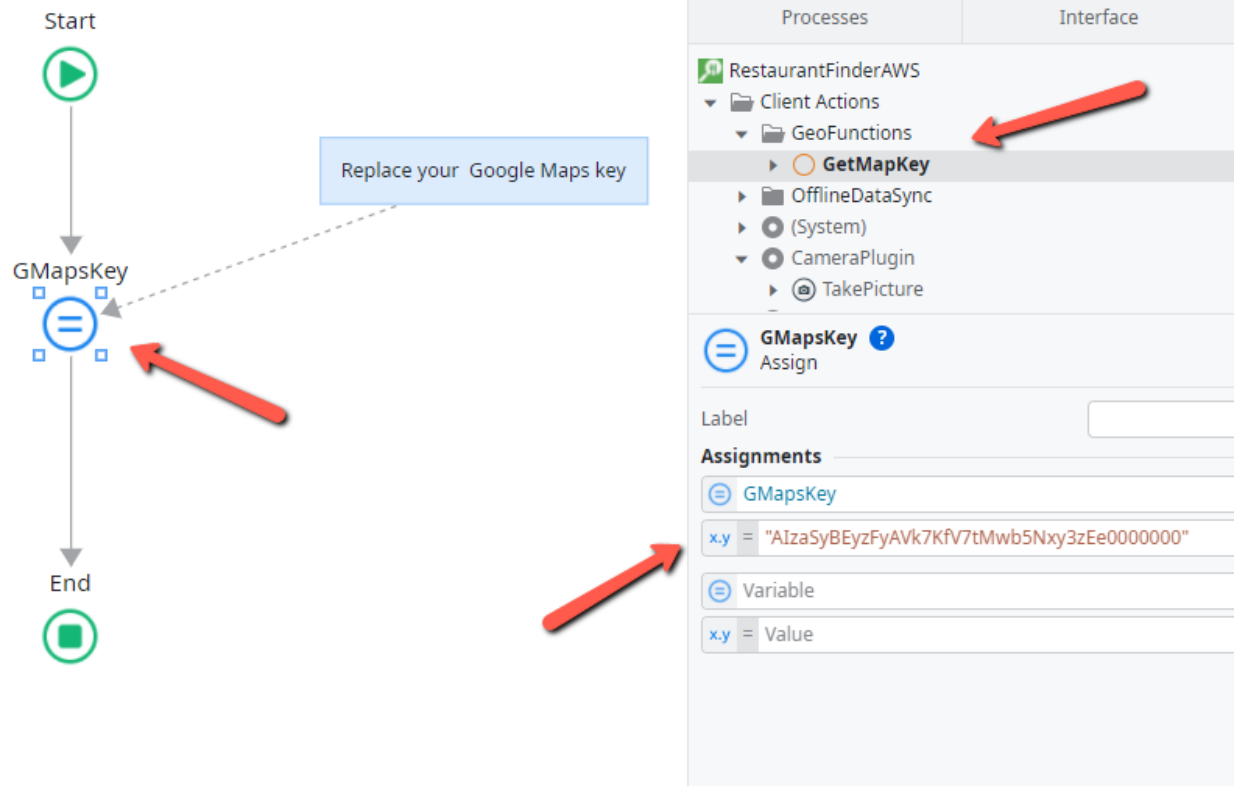 Start
Replace your Google Maps key
GMapsKey
End
Processes Interface
RestaurantFinderAWS
Client Actions
GeoFunctions
GetMapKey
OfflineDataSync
(System)
CameraPlugin
TakePicture
GMapsKey ?
Assign
Label
Assignments
GMapsKey
x.y = "AIzaSyBEyzFyAVk7KfV7tMwb5Nxy3zEe0000000"
Variable
x.y = Value